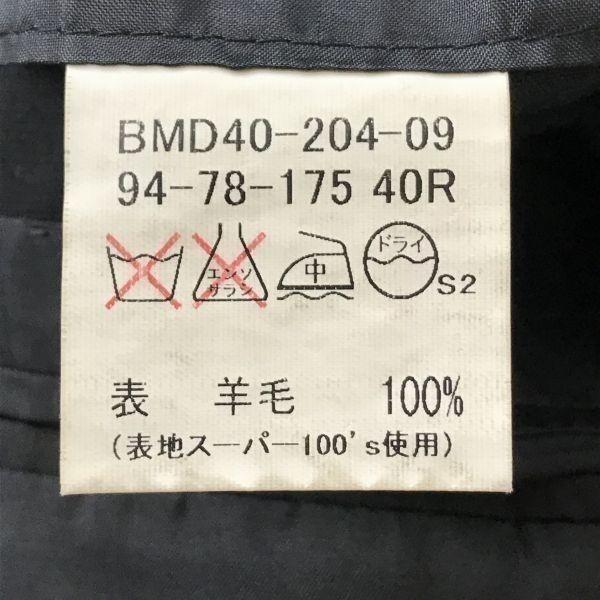 BMD40-204-09
94-78-175 40R
エンソ
サラシ
中
ドライ
S2
表 羊毛 100%
(表地スーパー100's使用)